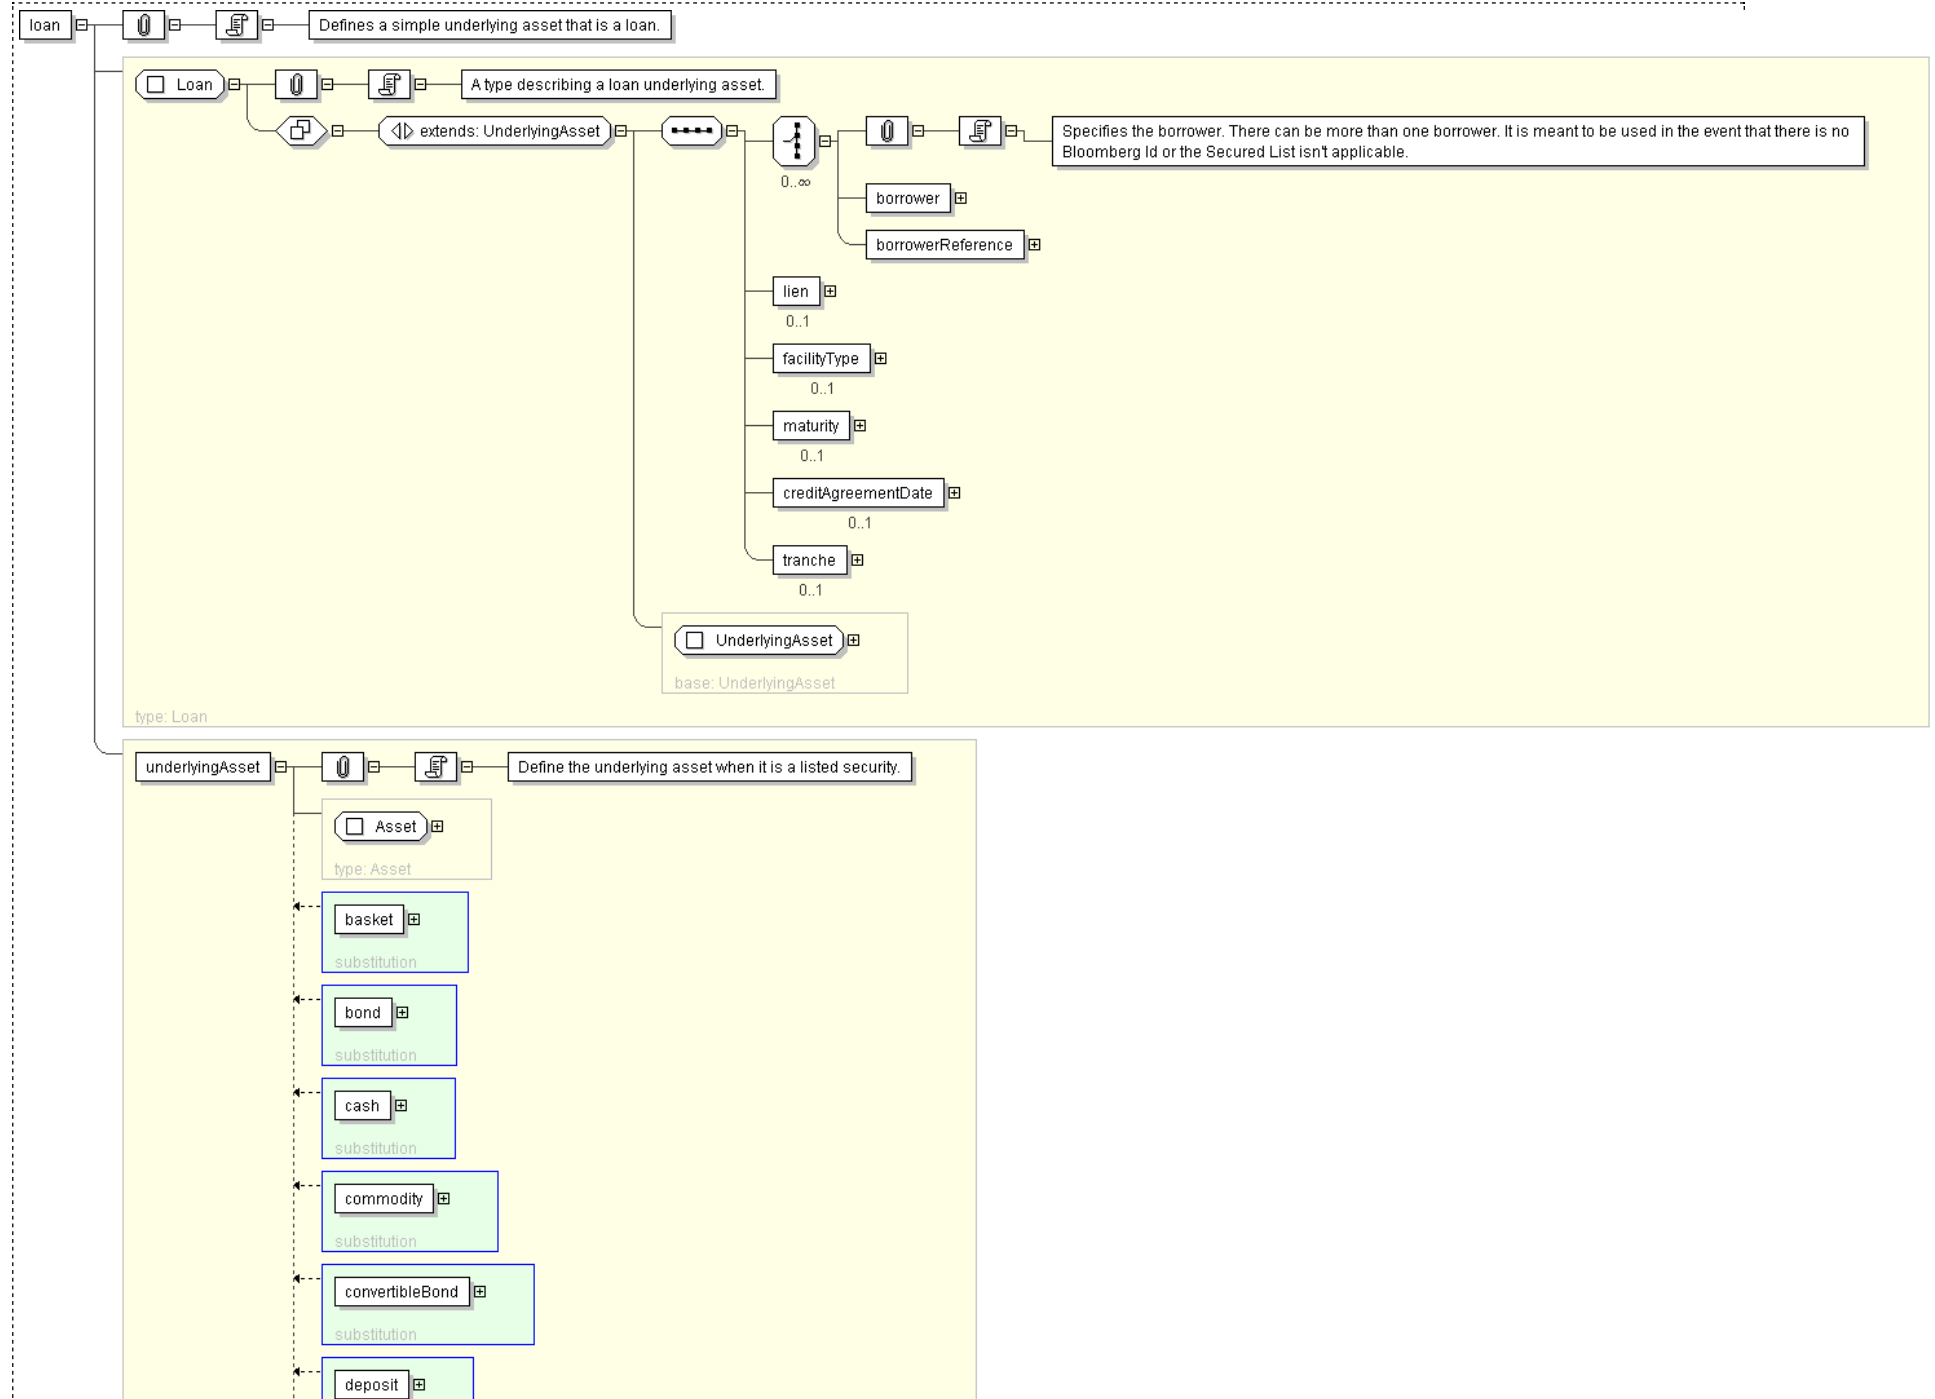 loan
Defines a simple underlying asset that is a loan.
Loan
A type describing a loan underlying asset.
extends: UnderlyingAsset
0..∞
Specifies the borrower. There can be more than one borrower. It is meant to be used in the event that there is no
Bloomberg Id or the Secured List isn't applicable.
borrower
borrowerReference
lien
0..1
facilityType
0..1
maturity
0..1
creditAgreementDate
0..1
tranche
0..1
UnderlyingAsset
base: UnderlyingAsset
type: Loan
underlyingAsset
Define the underlying asset when it is a listed security.
Asset
type: Asset
basket
substitution
bond
substitution
cash
substitution
commodity
substitution
convertibleBond
substitution
deposit